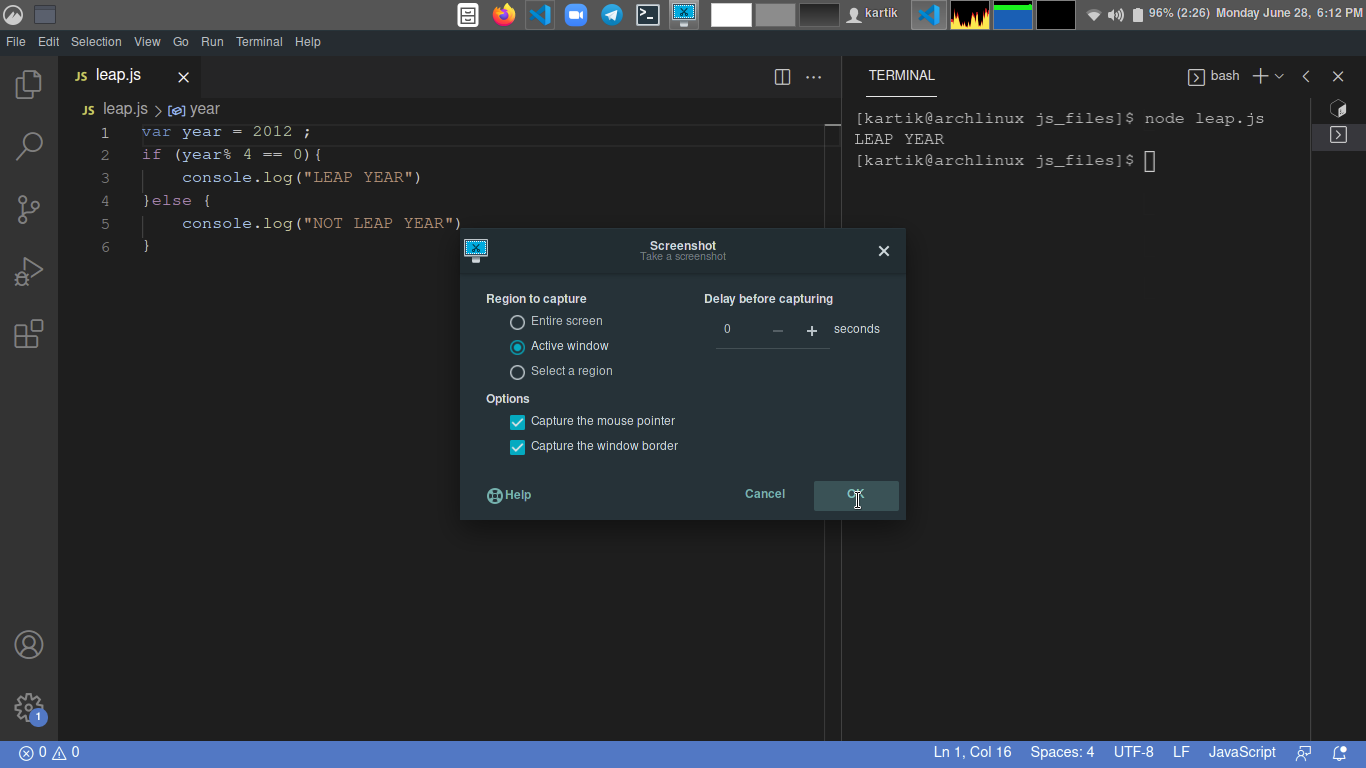 kartik
96% (2:26) Monday June 28, 6:12 PM
File Edit Selection View Go Run Terminal Help
JS leap.js
JS leap.js > year
1 var year = 2012 ;
2 if (year% 4 == 0){
3 console.log("LEAP YEAR")
4 }else {
5 console.log("NOT LEAP YEAR")
6 }
TERMINAL
bash
[kartik@archlinux js_files]$ node leap.js
LEAP YEAR
[kartik@archlinux js_files]$
Screenshot
Take a screenshot
Region to capture
Entire screen
Active window
Select a region
Delay before capturing
0 − + seconds
Options
Capture the mouse pointer
Capture the window border
Help
Cancel
OK
1
0 0
Ln 1, Col 16 Spaces: 4 UTF-8 LF JavaScript